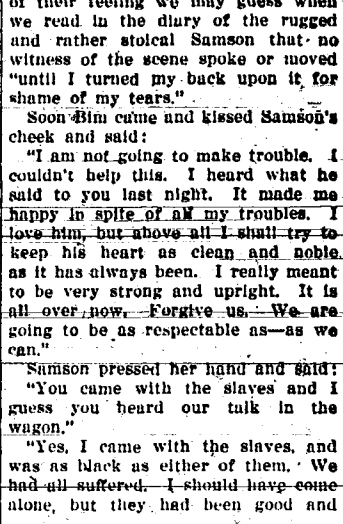 of their feeling we may guess when
we read in the diary of the rugged
and rather stoical Samson that no
witness of the scene spoke or moved
"until I turned my back upon it for
shame of my tears."
Soon Bim came and kissed Samson's
cheek and said:
"I am not going to make trouble. I
couldn't help this. I heard what he
said to you last night. It made me
happy in spite of all my troubles. I
love him, but above all I shall try to
keep his heart as clean and noble
as it has always been. I really meant
to be very strong and upright. It is
all over now. Forgive us. We are
going to be as respectable as—as we
can."
Samson pressed her hand and said:
"You came with the slaves and I
guess you heard our talk in the
wagon."
"Yes, I came with the slaves, and
was as black as either of them. We
had all suffered. I should have come
alone, but they had been good and